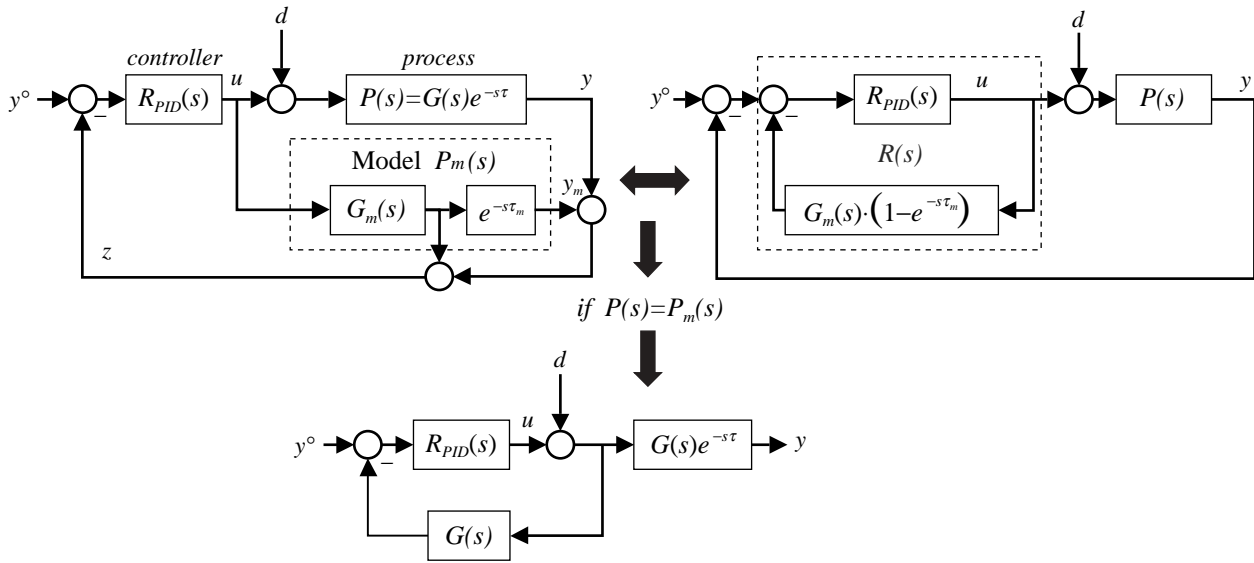 d
controller
process
y° − R_PID(s) u P(s)=G(s)e^{−sτ} y
Model P_m(s)
G_m(s) e^{−sτ_m} y_m
z
d
y° − − R_PID(s) u P(s) y
R(s)
G_m(s)·(1−e^{−sτ_m})
if P(s)=P_m(s)
d
y° − R_PID(s) u G(s)e^{−sτ} y
G(s)